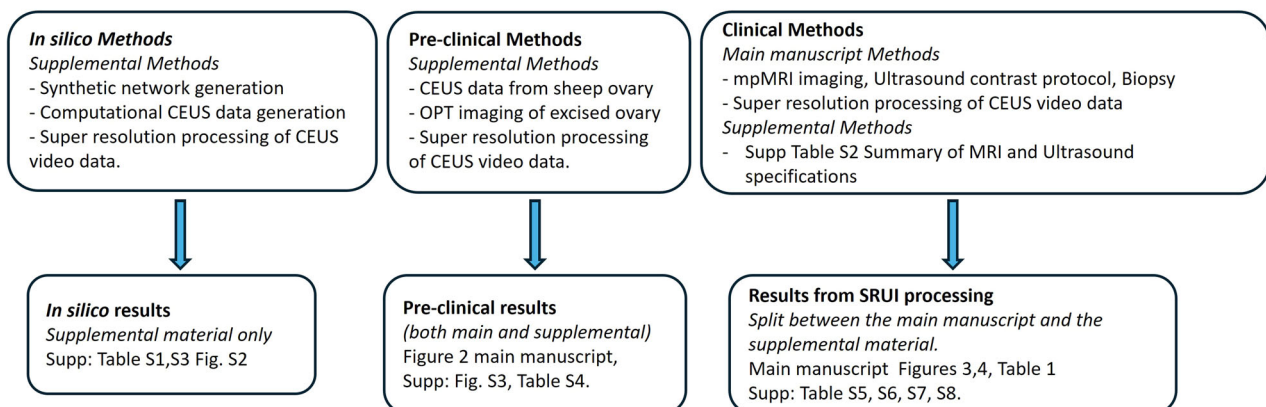 In silico Methods
Supplemental Methods
- Synthetic network generation
- Computational CEUS data generation
- Super resolution processing of CEUS
video data.
Pre-clinical Methods
Supplemental Methods
- CEUS data from sheep ovary
- OPT imaging of excised ovary
- Super resolution processing
of CEUS video data.
Clinical Methods
Main manuscript Methods
- mpMRI imaging, Ultrasound contrast protocol, Biopsy
- Super resolution processing of CEUS video data
Supplemental Methods
- Supp Table S2 Summary of MRI and Ultrasound
specifications
In silico results
Supplemental material only
Supp: Table S1,S3 Fig. S2
Pre-clinical results
(both main and supplemental)
Figure 2 main manuscript,
Supp: Fig. S3, Table S4.
Results from SRUI processing
Split between the main manuscript and the
supplemental material.
Main manuscript Figures 3,4, Table 1
Supp: Table S5, S6, S7, S8.